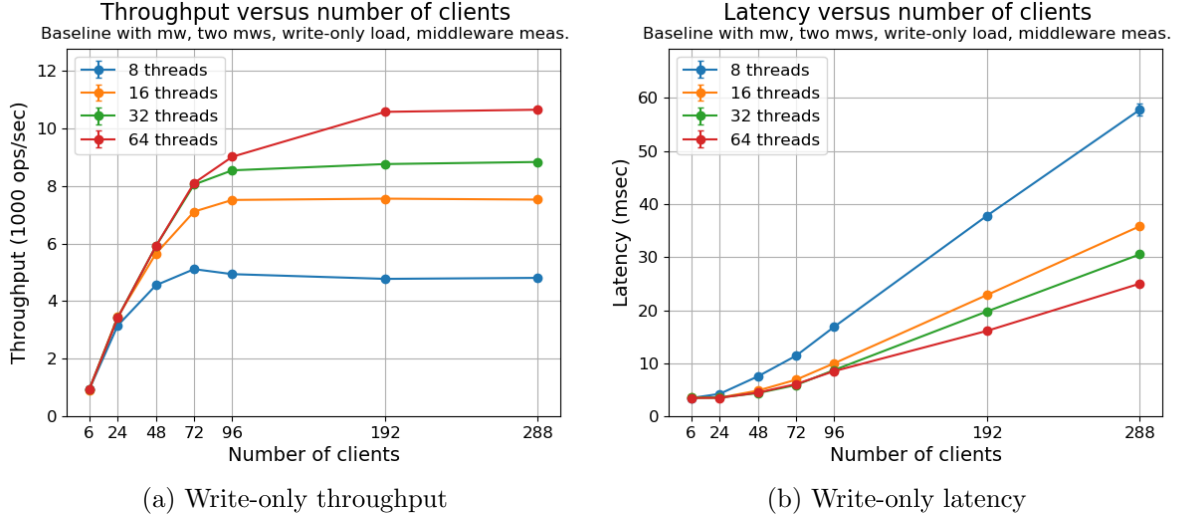 Throughput versus number of clients
Baseline with mw, two mws, write-only load, middleware meas.
12
10
8
6
4
2
0
Throughput (1000 ops/sec)
8 threads
16 threads
32 threads
64 threads
6 24 48 72 96 192 288
Number of clients
(a) Write-only throughput
Latency versus number of clients
Baseline with mw, two mws, write-only load, middleware meas.
60
50
40
30
20
10
0
Latency (msec)
8 threads
16 threads
32 threads
64 threads
6 24 48 72 96 192 288
Number of clients
(b) Write-only latency